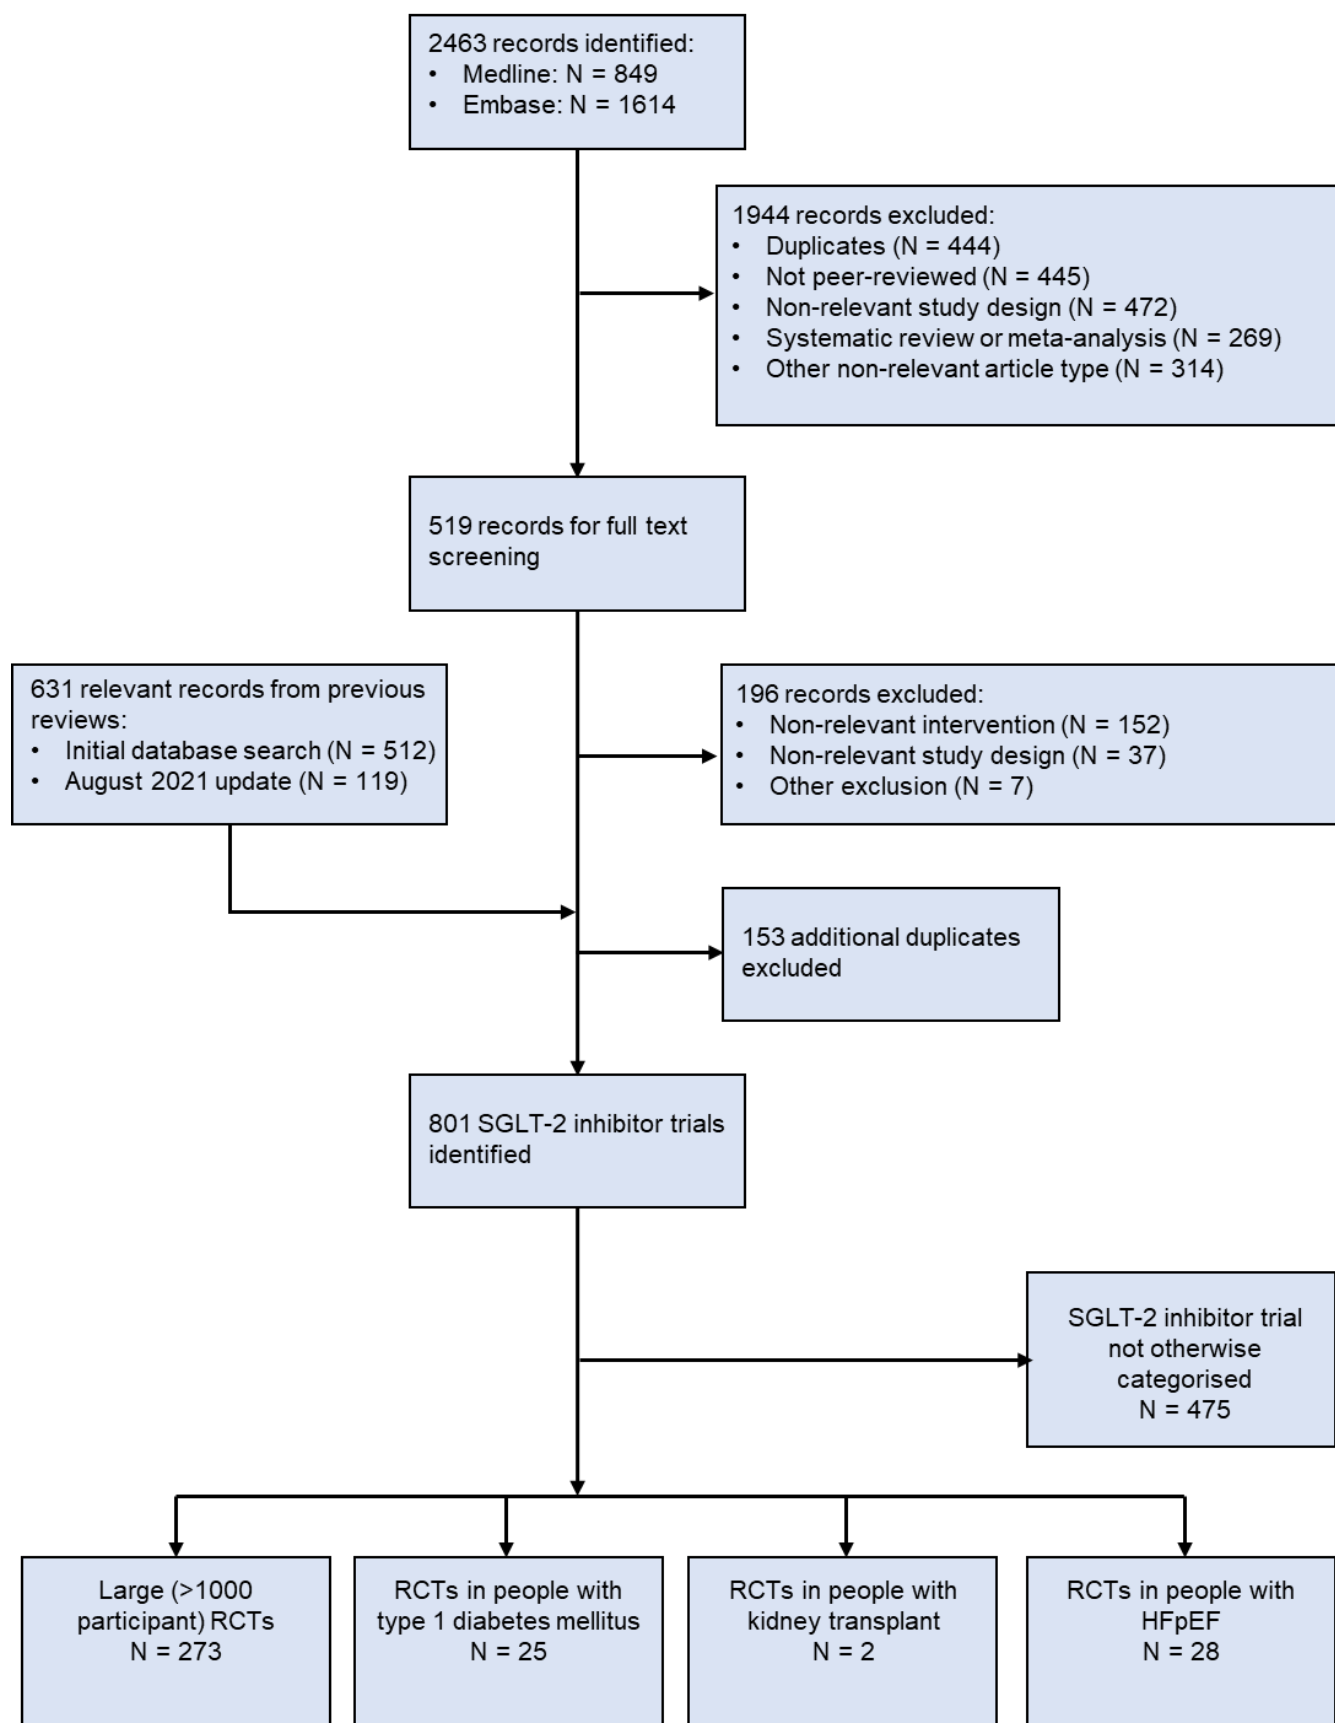 2463 records identified:
• Medline: N = 849
• Embase: N = 1614
1944 records excluded:
• Duplicates (N = 444)
• Not peer-reviewed (N = 445)
• Non-relevant study design (N = 472)
• Systematic review or meta-analysis (N = 269)
• Other non-relevant article type (N = 314)
519 records for full text
screening
631 relevant records from previous
reviews:
• Initial database search (N = 512)
• August 2021 update (N = 119)
196 records excluded:
• Non-relevant intervention (N = 152)
• Non-relevant study design (N = 37)
• Other exclusion (N = 7)
153 additional duplicates
excluded
801 SGLT-2 inhibitor trials
identified
SGLT-2 inhibitor trial
not otherwise
categorised
N = 475
Large (>1000
participant) RCTs
N = 273
RCTs in people with
type 1 diabetes mellitus
N = 25
RCTs in people with
kidney transplant
N = 2
RCTs in people with
HFpEF
N = 28